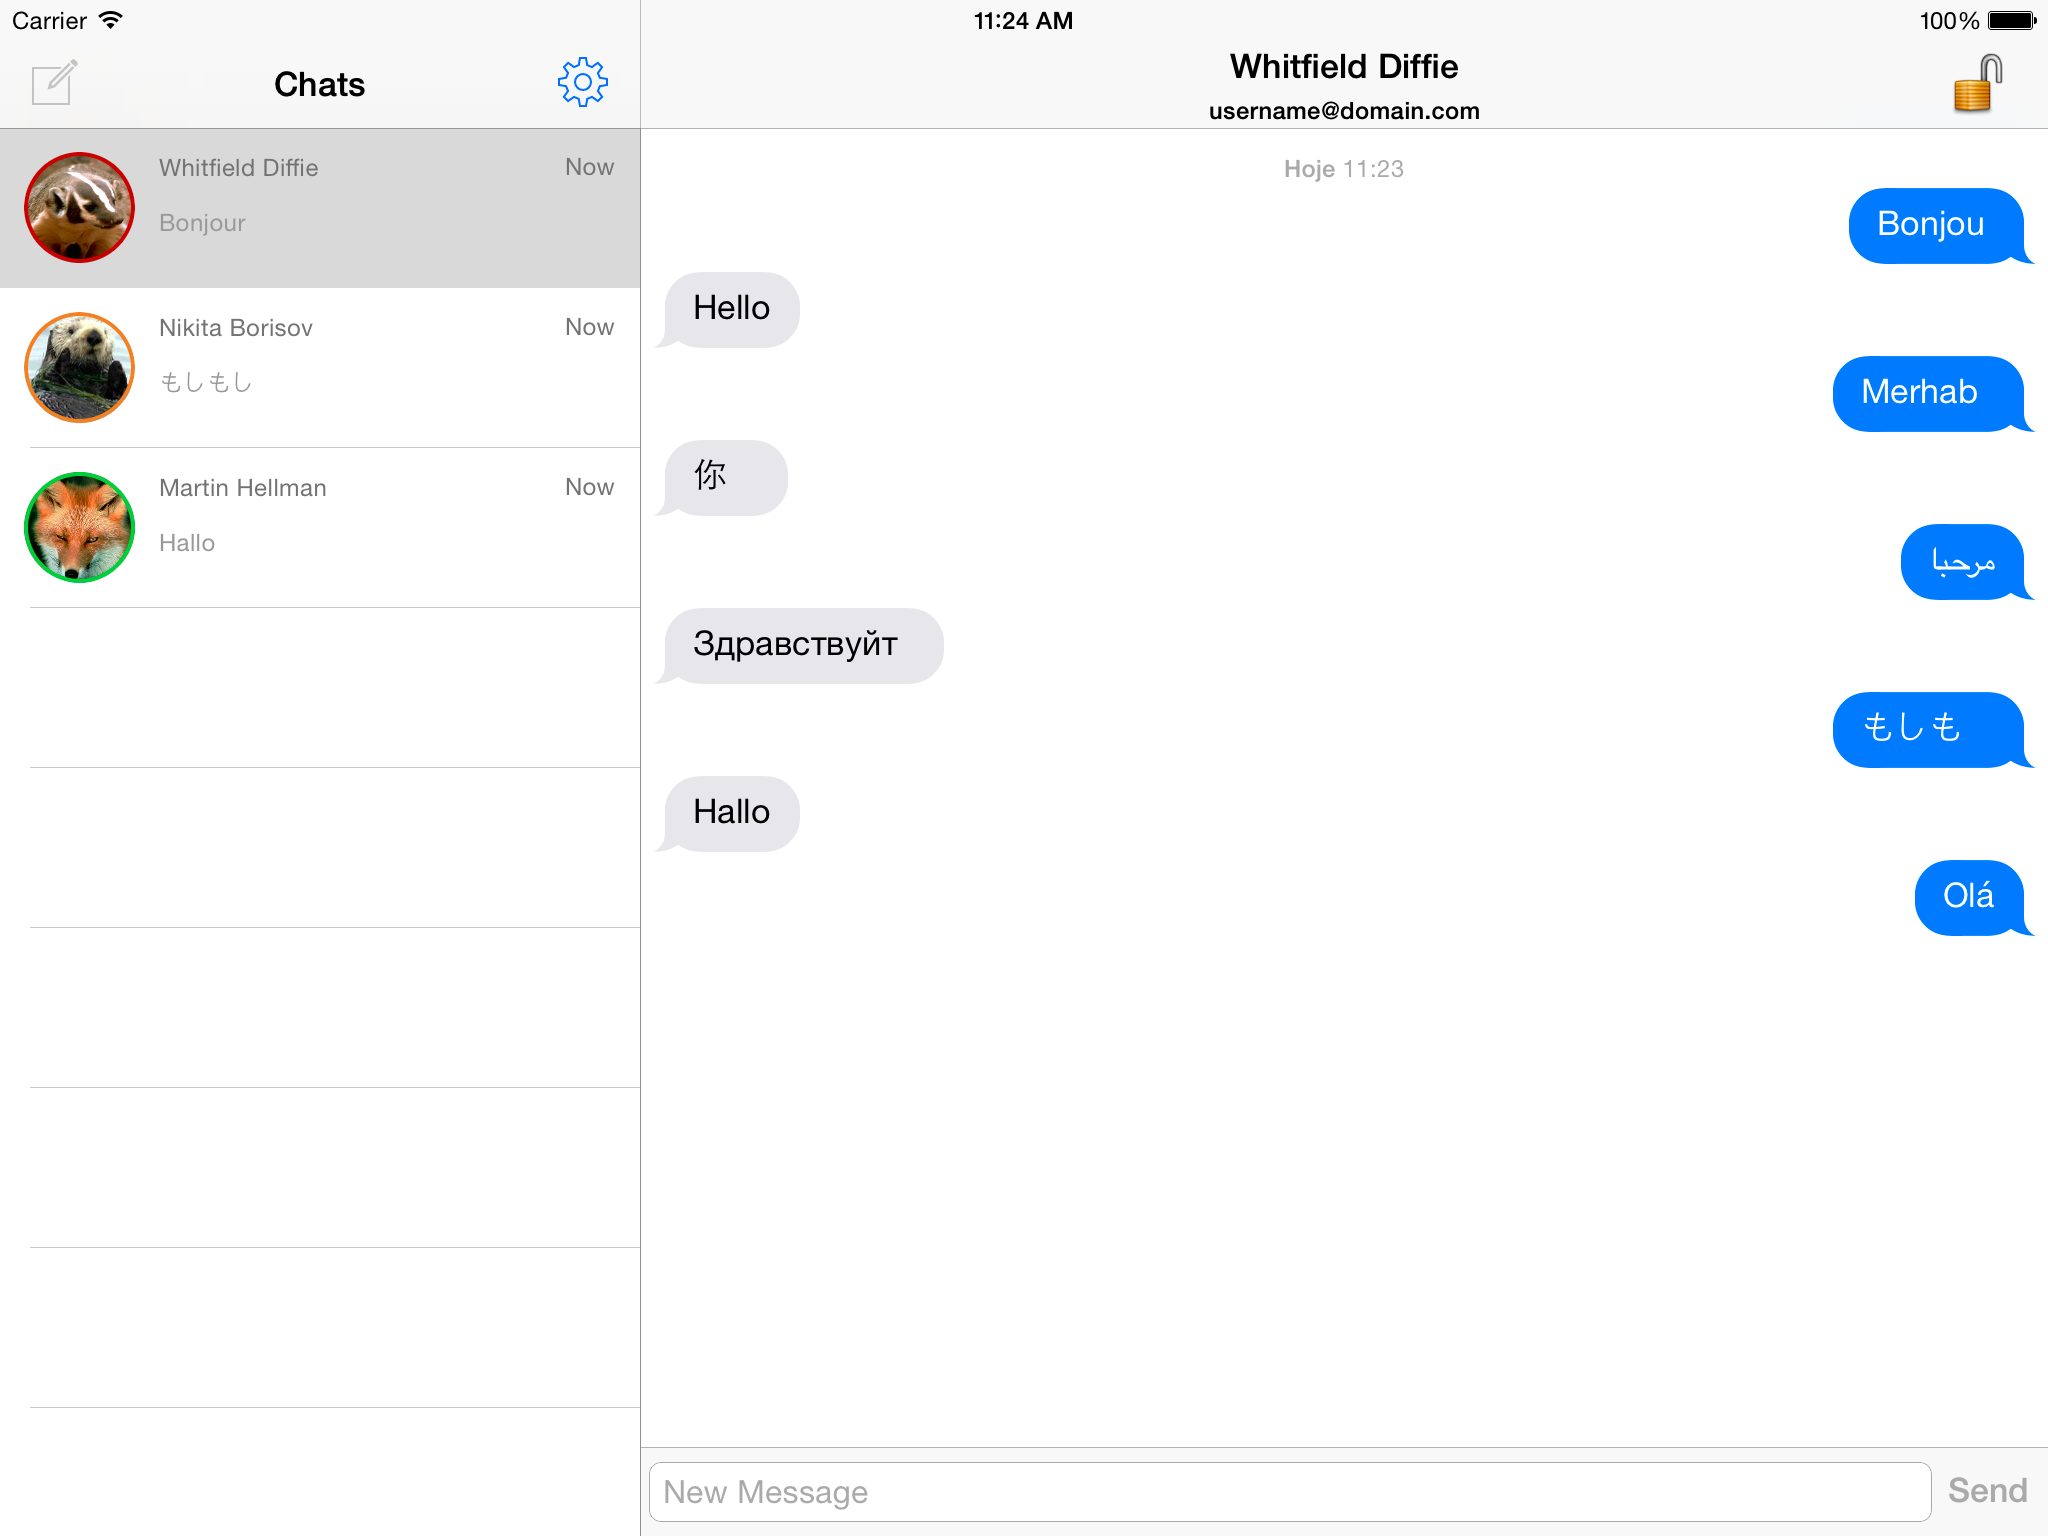 Carrier
11:24 AM
100%
Chats
Whitfield Diffie
username@domain.com
Whitfield Diffie
Now
Bonjour
Nikita Borisov
Now
もしもし
Martin Hellman
Now
Hallo
Hoje 11:23
Bonjou
Hello
Merhab
你
مرحبا
Здравствуйт
もしも
Hallo
Olá
New Message
Send